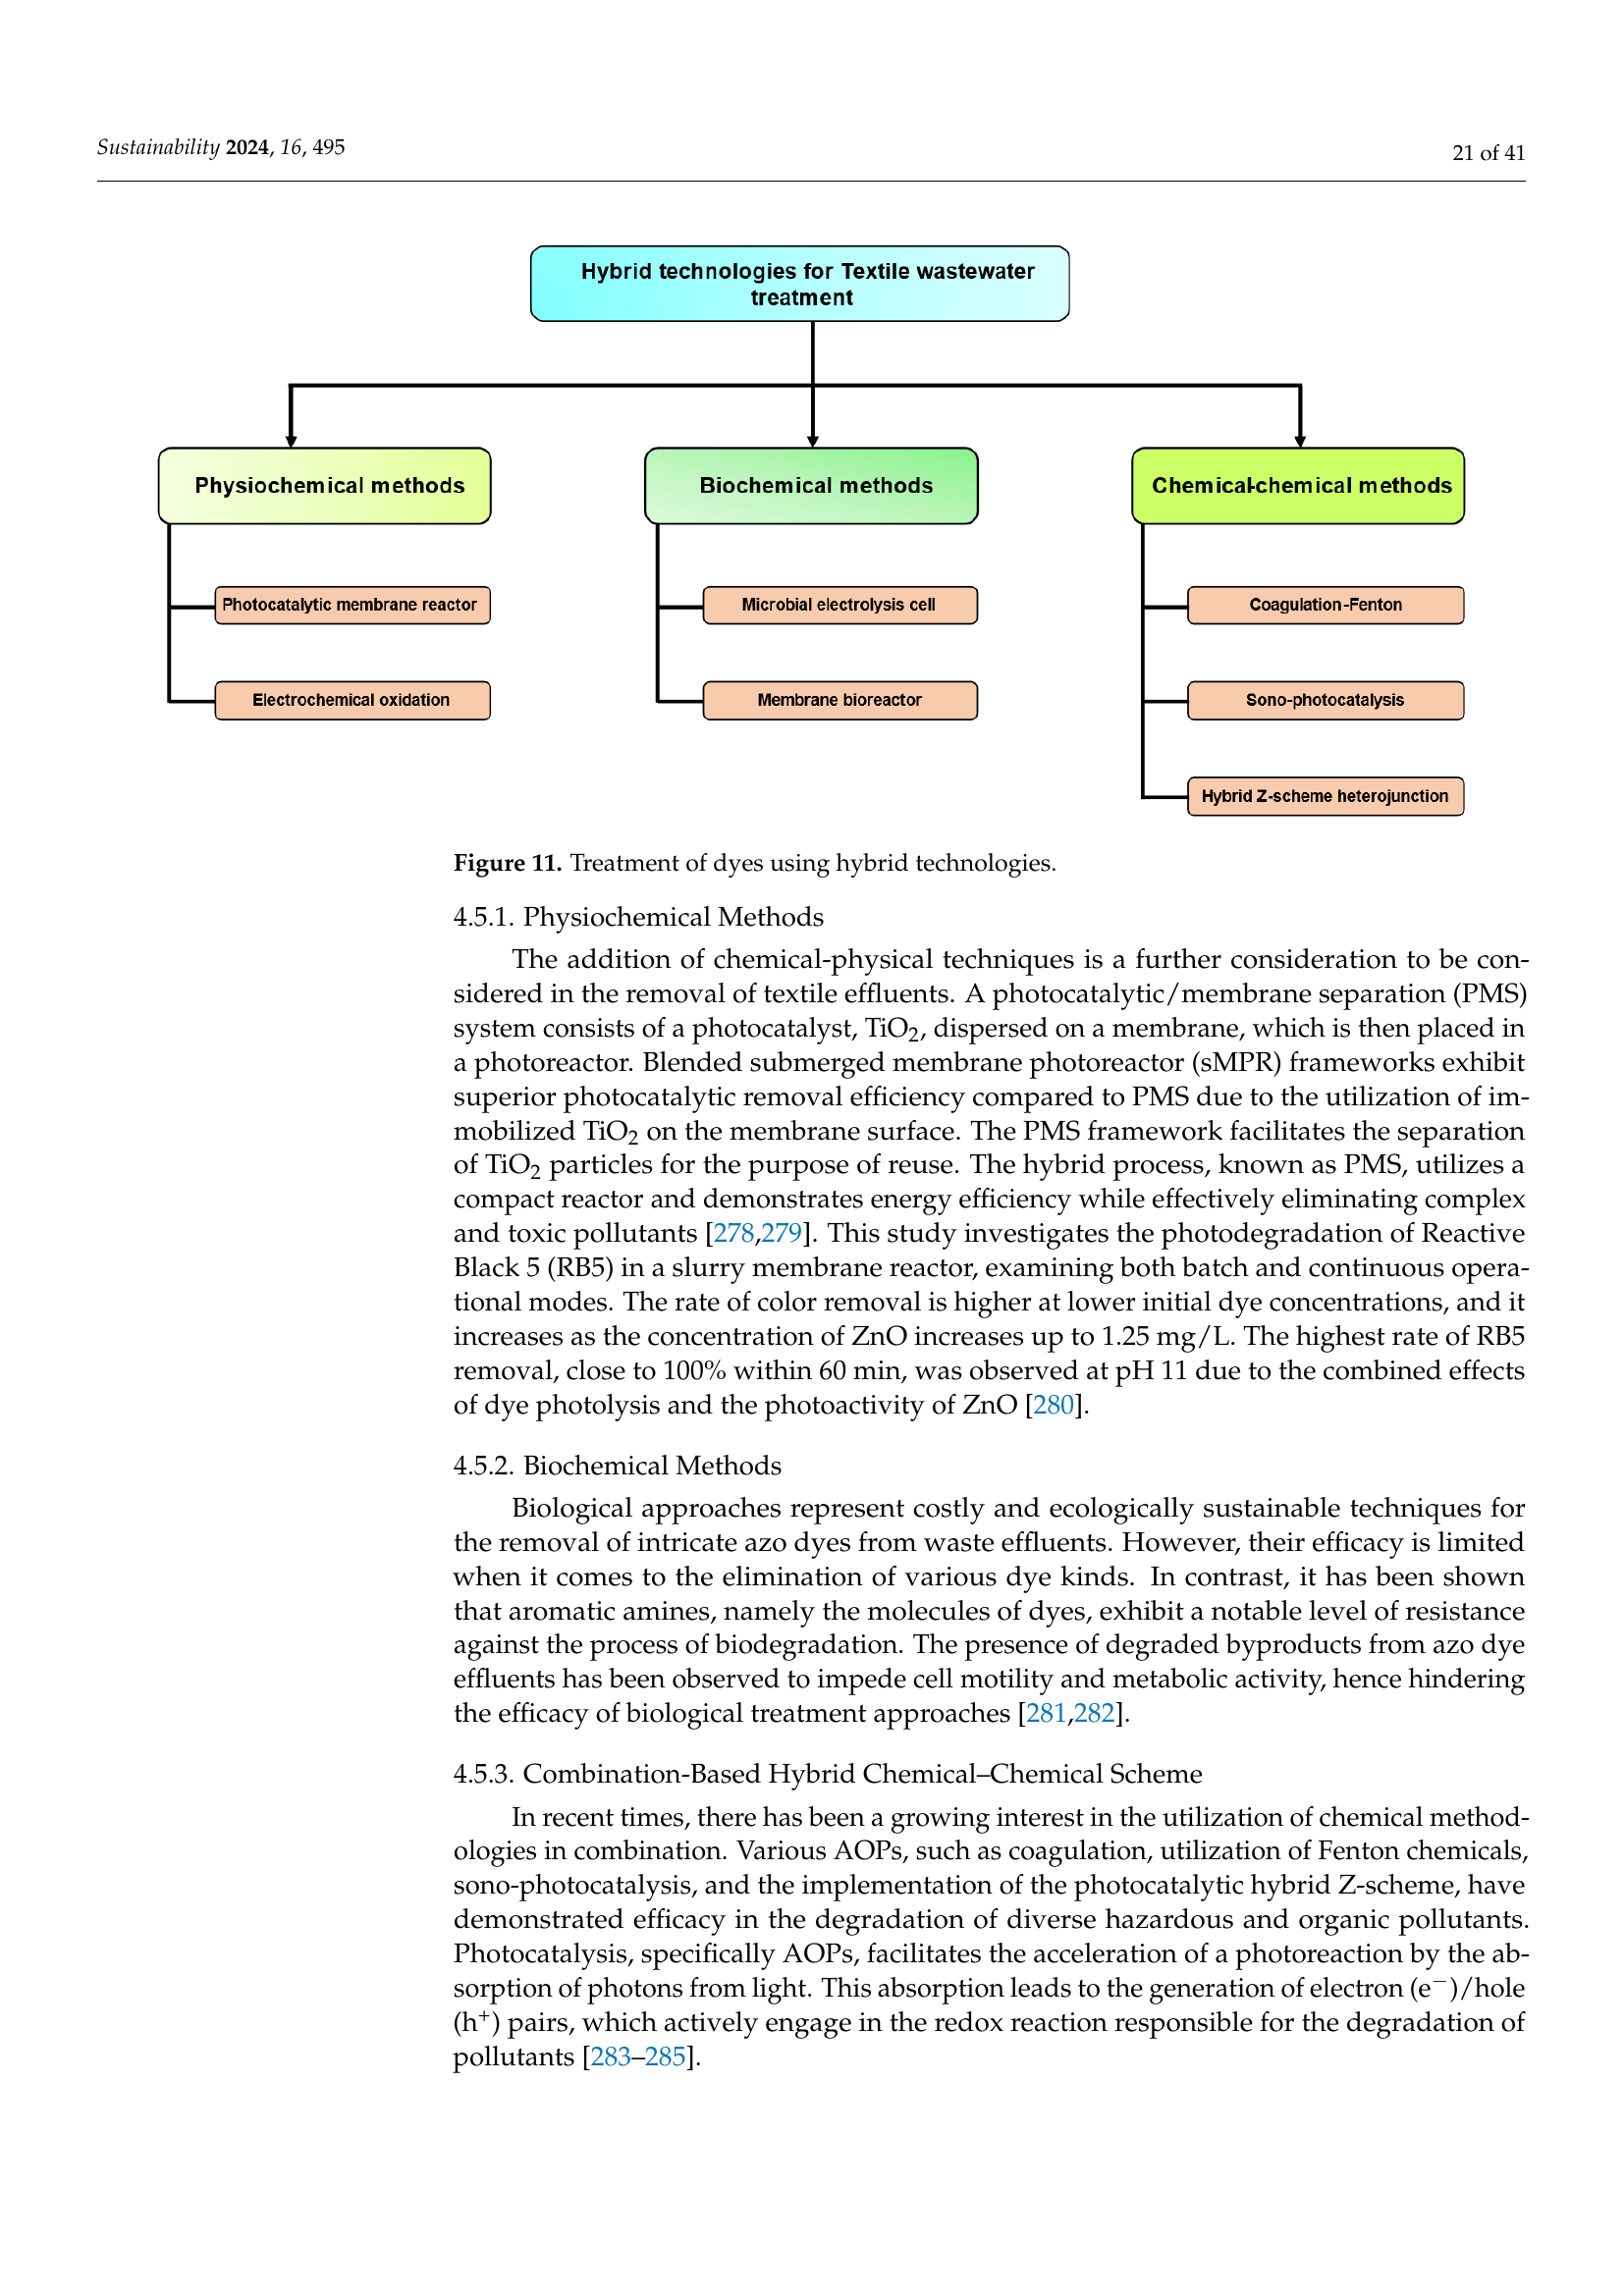 Sustainability 2024, 16, 495
21 of 41
Hybrid technologies for Textile wastewater
treatment
Physiochemical methods
Biochemical methods
Chemical-chemical methods
Photocatalytic membrane reactor
Microbial electrolysis cell
Coagulation-Fenton
Electrochemical oxidation
Membrane bioreactor
Sono-photocatalysis
Hybrid Z-scheme heterojunction
Figure 11. Treatment of dyes using hybrid technologies.
4.5.1. Physiochemical Methods
The addition of chemical-physical techniques is a further consideration to be con-
sidered in the removal of textile effluents. A photocatalytic/membrane separation (PMS)
system consists of a photocatalyst, TiO₂, dispersed on a membrane, which is then placed in
a photoreactor. Blended submerged membrane photoreactor (sMPR) frameworks exhibit
superior photocatalytic removal efficiency compared to PMS due to the utilization of im-
mobilized TiO₂ on the membrane surface. The PMS framework facilitates the separation
of TiO₂ particles for the purpose of reuse. The hybrid process, known as PMS, utilizes a
compact reactor and demonstrates energy efficiency while effectively eliminating complex
and toxic pollutants [278,279]. This study investigates the photodegradation of Reactive
Black 5 (RB5) in a slurry membrane reactor, examining both batch and continuous opera-
tional modes. The rate of color removal is higher at lower initial dye concentrations, and it
increases as the concentration of ZnO increases up to 1.25 mg/L. The highest rate of RB5
removal, close to 100% within 60 min, was observed at pH 11 due to the combined effects
of dye photolysis and the photoactivity of ZnO [280].
4.5.2. Biochemical Methods
Biological approaches represent costly and ecologically sustainable techniques for
the removal of intricate azo dyes from waste effluents. However, their efficacy is limited
when it comes to the elimination of various dye kinds. In contrast, it has been shown
that aromatic amines, namely the molecules of dyes, exhibit a notable level of resistance
against the process of biodegradation. The presence of degraded byproducts from azo dye
effluents has been observed to impede cell motility and metabolic activity, hence hindering
the efficacy of biological treatment approaches [281,282].
4.5.3. Combination-Based Hybrid Chemical–Chemical Scheme
In recent times, there has been a growing interest in the utilization of chemical method-
ologies in combination. Various AOPs, such as coagulation, utilization of Fenton chemicals,
sono-photocatalysis, and the implementation of the photocatalytic hybrid Z-scheme, have
demonstrated efficacy in the degradation of diverse hazardous and organic pollutants.
Photocatalysis, specifically AOPs, facilitates the acceleration of a photoreaction by the ab-
sorption of photons from light. This absorption leads to the generation of electron (e⁻)/hole
(h⁺) pairs, which actively engage in the redox reaction responsible for the degradation of
pollutants [283–285].